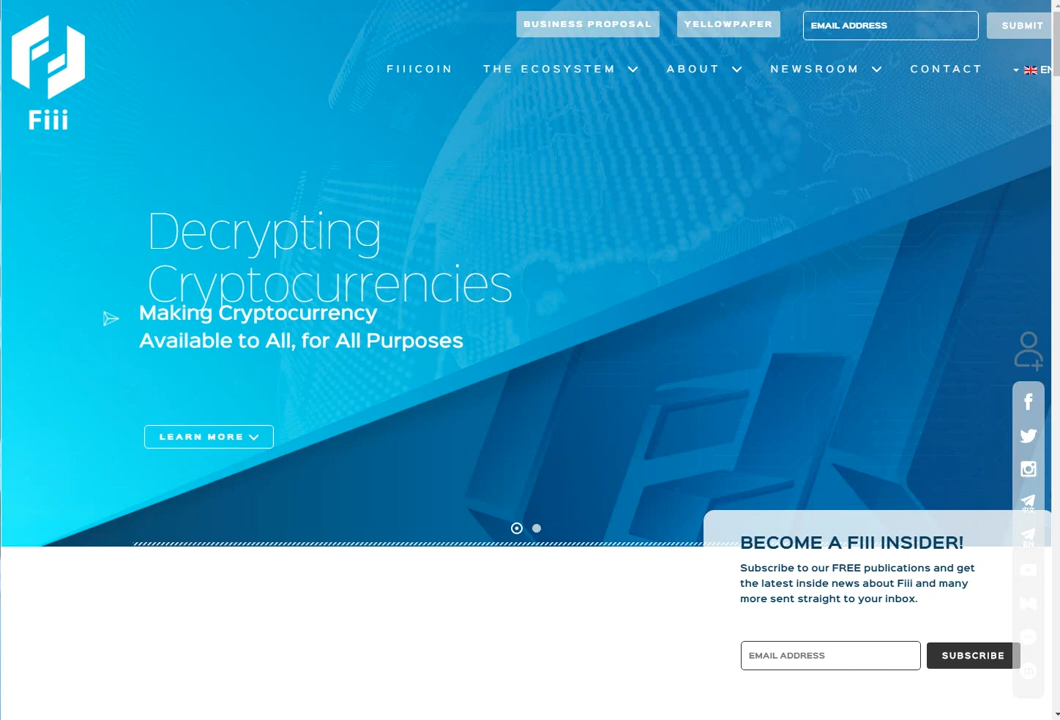 BUSINESS PROPOSAL
YELLOWPAPER
EMAIL ADDRESS
SUBMIT
FIIICOIN
THE ECOSYSTEM
ABOUT
NEWSROOM
CONTACT
EN
Fiii
Decrypting
Cryptocurrencies
Making Cryptocurrency
Available to All, for All Purposes
LEARN MORE
BECOME A FIII INSIDER!
Subscribe to our FREE publications and get
the latest inside news about Fiii and many
more sent straight to your inbox.
EMAIL ADDRESS
SUBSCRIBE